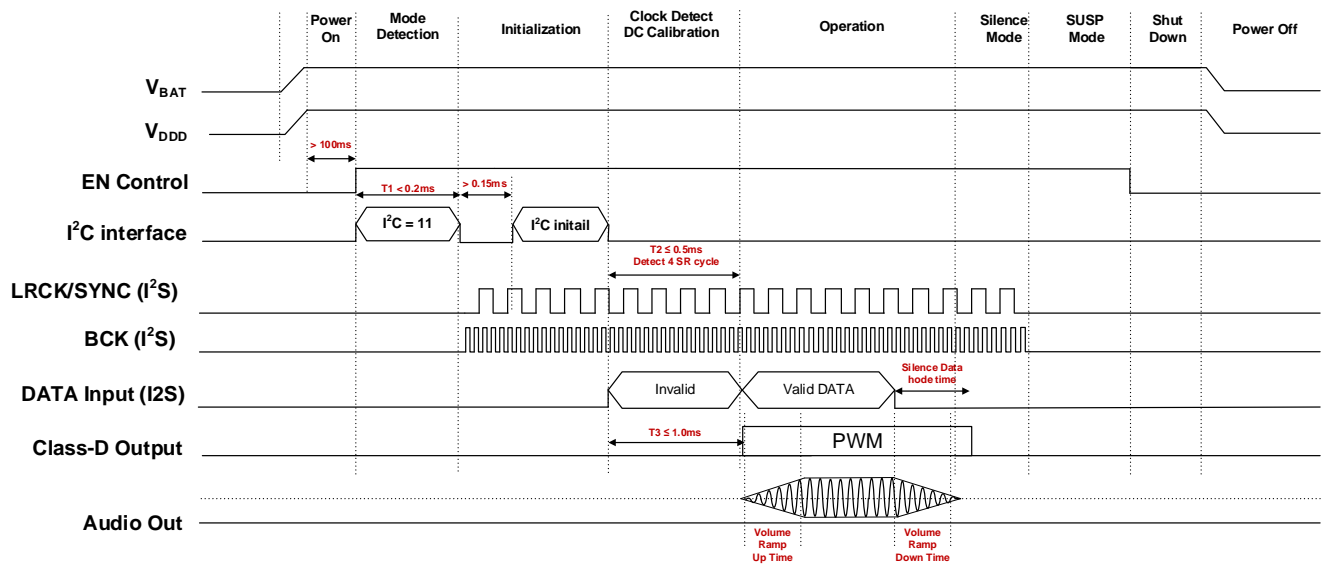 Power
On
Mode
Detection
Initialization
Clock Detect
DC Calibration
Operation
Silence
Mode
SUSP
Mode
Shut
Down
Power Off
VBAT
VDDD
> 100ms
EN Control
T1 < 0.2ms
> 0.15ms
I²C interface
I²C = 11
I²C initail
T2 ≤ 0.5ms
Detect 4 SR cycle
LRCK/SYNC (I²S)
BCK (I²S)
Silence Data
hode time
DATA Input (I2S)
Invalid
Valid DATA
T3 ≤ 1.0ms
Class-D Output
PWM
Audio Out
Volume
Ramp
Up Time
Volume
Ramp
Down Time